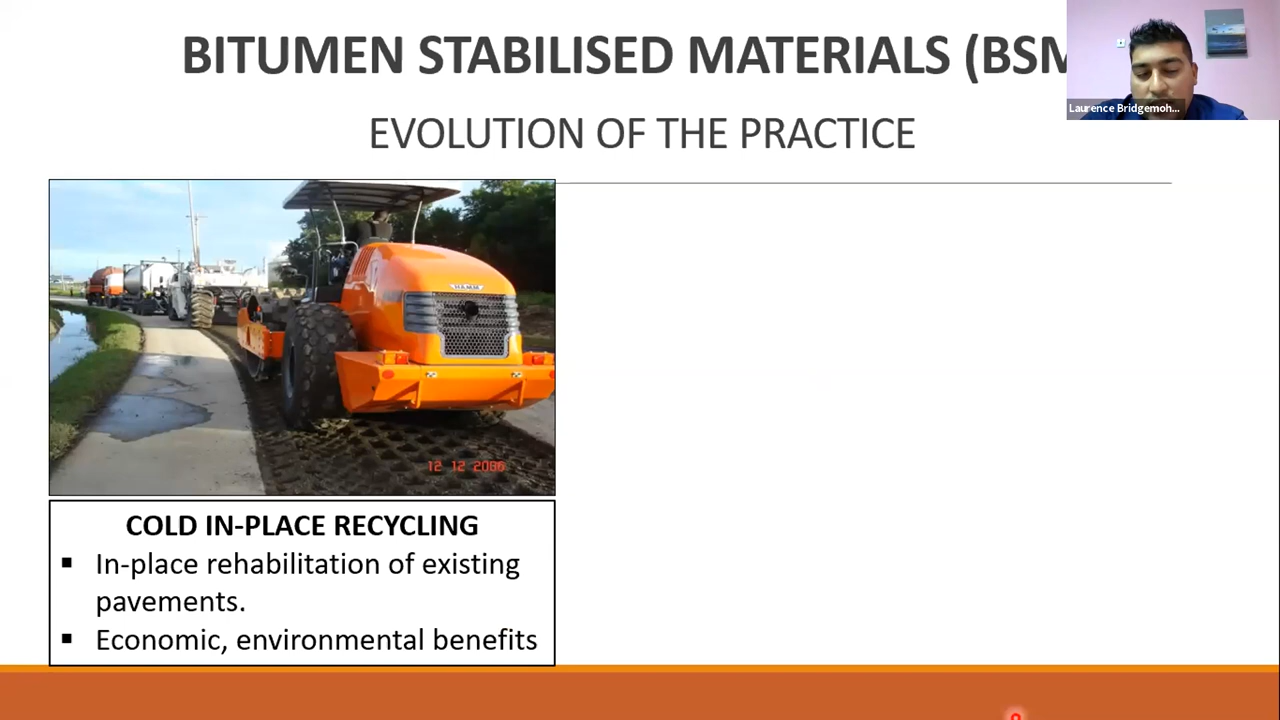 BITUMEN STABILISED MATERIALS (BSM
Laurence Bridgemoh...
EVOLUTION OF THE PRACTICE
HAMM
12 12 2006
COLD IN-PLACE RECYCLING
▪ In-place rehabilitation of existing
pavements.
▪ Economic, environmental benefits